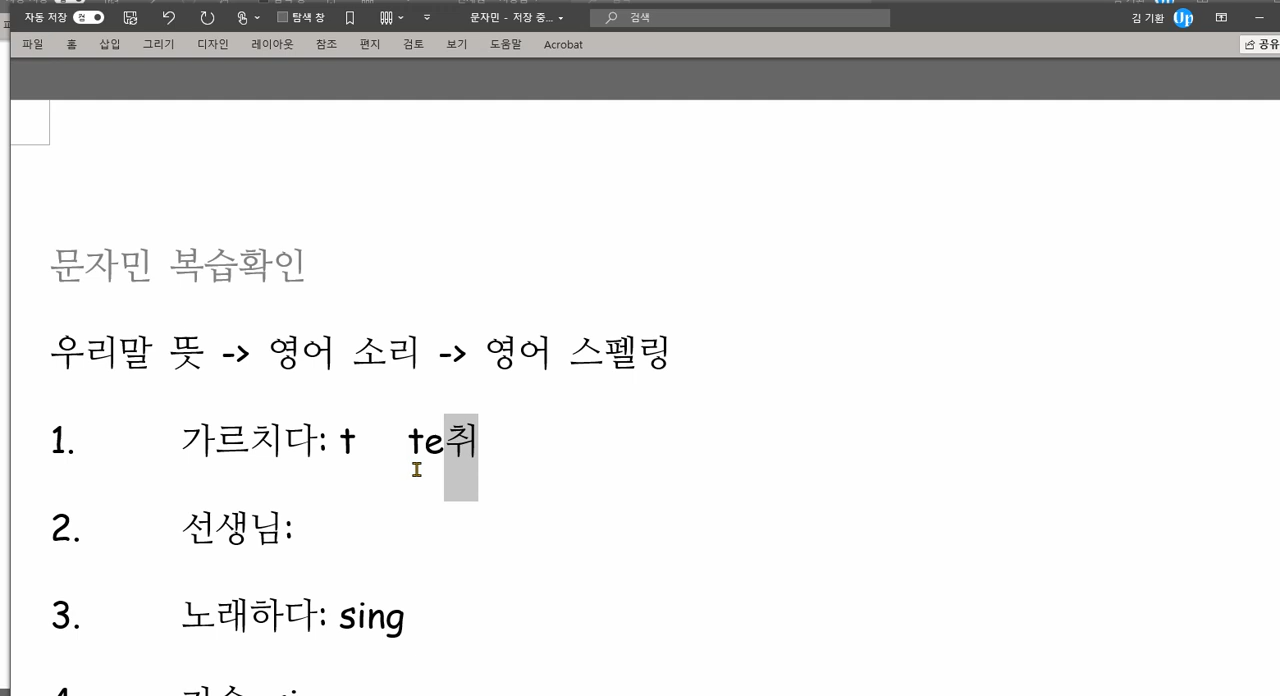 자동 저장 켬 탐색 창 문자민 - 저장 중... 검색 김 기환 Up
파일 홈 삽입 그리기 디자인 레이아웃 참조 편지 검토 보기 도움말 Acrobat 공유
문자민 복습확인
우리말 뜻 -> 영어 소리 -> 영어 스펠링
1. 가르치다: t te취
2. 선생님:
3. 노래하다: sing